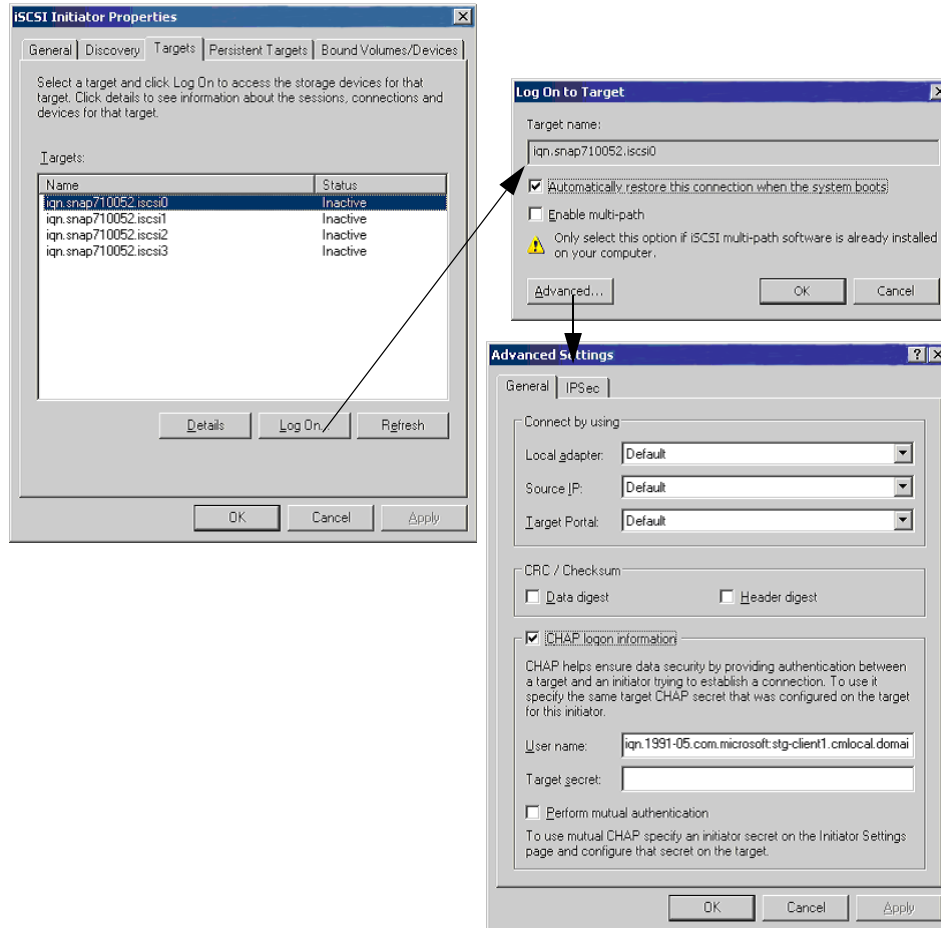 iSCSI Initiator Properties
General Discovery Targets Persistent Targets Bound Volumes/Devices
Select a target and click Log On to access the storage devices for that
target. Click details to see information about the sessions, connections and
devices for that target.
Targets:
Name Status
iqn.snap710052.iscsi0 Inactive
iqn.snap710052.iscsi1 Inactive
iqn.snap710052.iscsi2 Inactive
iqn.snap710052.iscsi3 Inactive
Details Log On... Refresh
OK Cancel Apply
Log On to Target
Target name:
iqn.snap710052.iscsi0
Automatically restore this connection when the system boots
Enable multi-path
Only select this option if iSCSI multi-path software is already installed
on your computer.
Advanced... OK Cancel
Advanced Settings
General IPSec
Connect by using
Local adapter: Default
Source IP: Default
Target Portal: Default
CRC / Checksum
Data digest Header digest
CHAP logon information
CHAP helps ensure data security by providing authentication between
a target and an initiator trying to establish a connection. To use it
specify the same target CHAP secret that was configured on the target
for this initiator.
User name: iqn.1991-05.com.microsoft:stg-client1.cmlocal.domai
Target secret:
Perform mutual authentication
To use mutual CHAP specify an initiator secret on the Initiator Settings
page and configure that secret on the target.
OK Cancel Apply